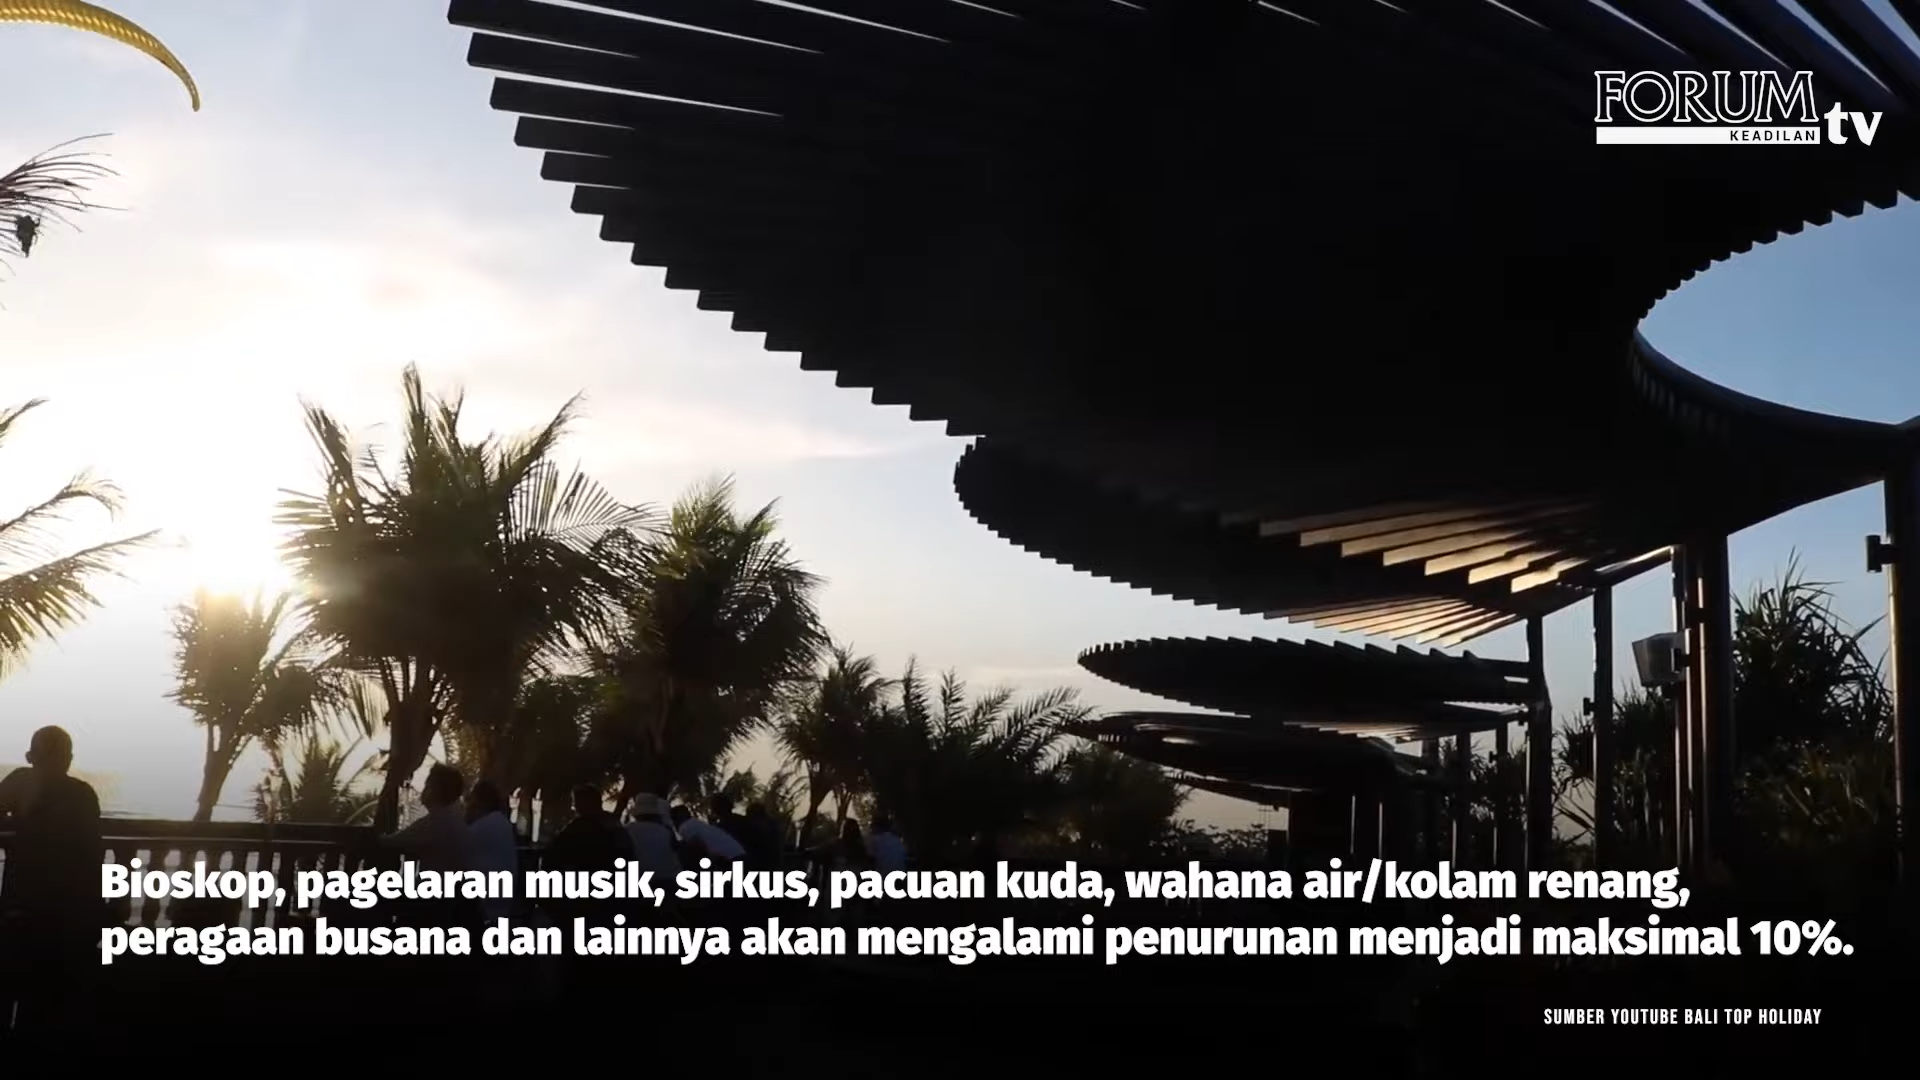 FORUM
KEADILAN
tv
Bioskop, pagelaran musik, sirkus, pacuan kuda, wahana air/kolam renang,
peragaan busana dan lainnya akan mengalami penurunan menjadi maksimal 10%.
SUMBER YOUTUBE BALI TOP HOLIDAY